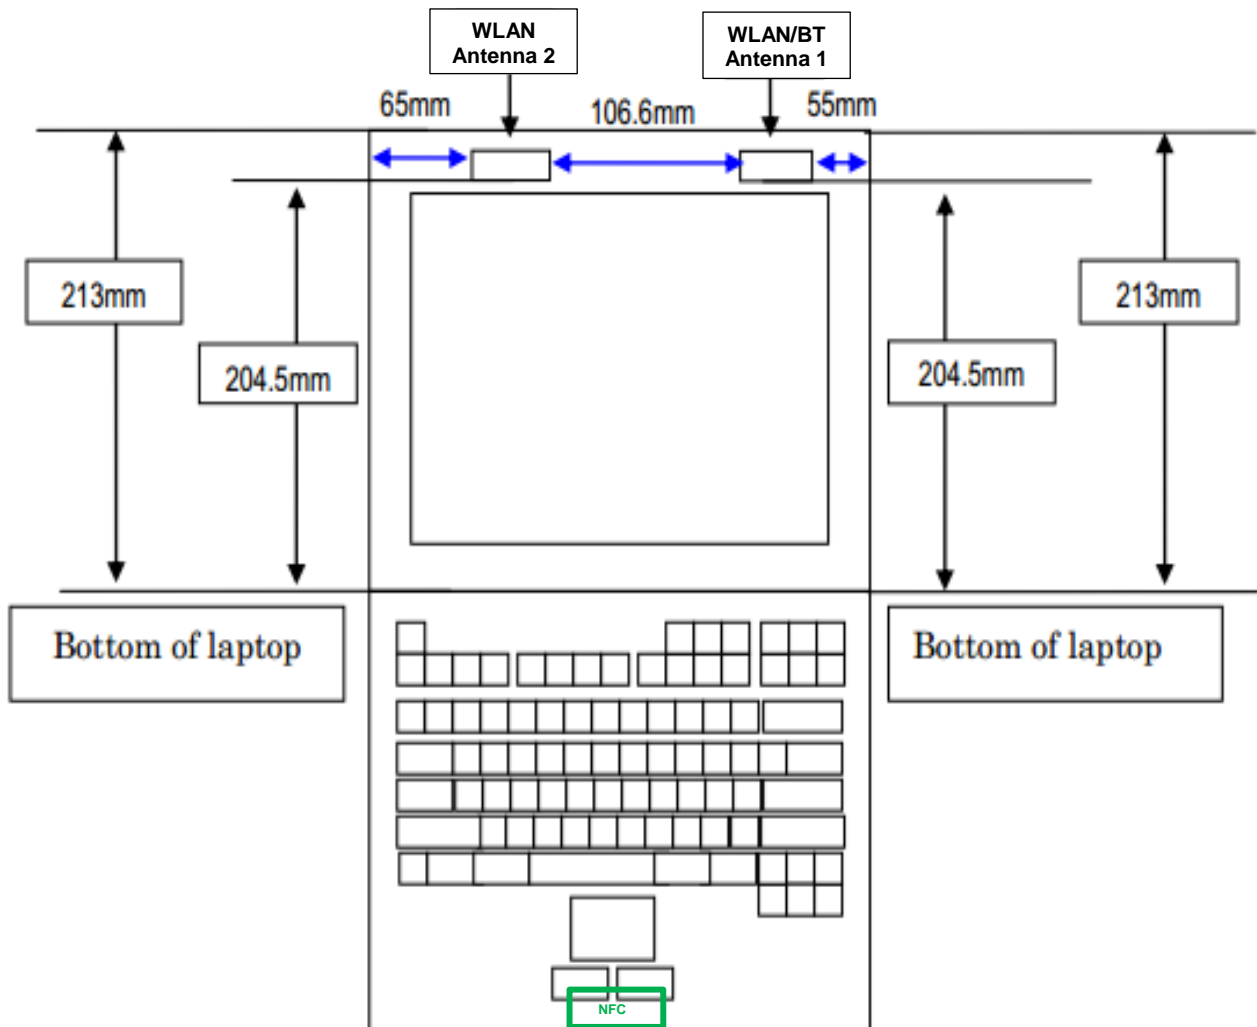 WLAN
Antenna 2
WLAN/BT
Antenna 1
65mm
106.6mm
55mm
213mm
213mm
204.5mm
204.5mm
Bottom of laptop
Bottom of laptop
NFC